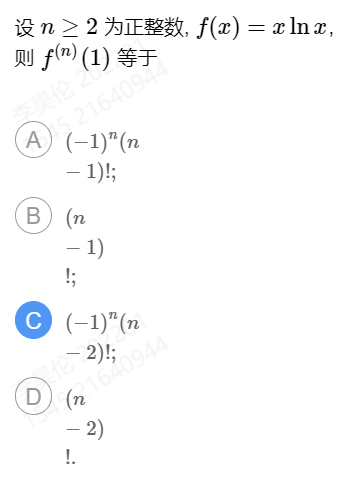 设 n ≥ 2 为正整数, f(x) = x ln x,
则 f^{(n)}(1) 等于
A (−1)^n(n
− 1)!;
B (n
− 1)
!;
C (−1)^n(n
− 2)!;
D (n
− 2)
!.